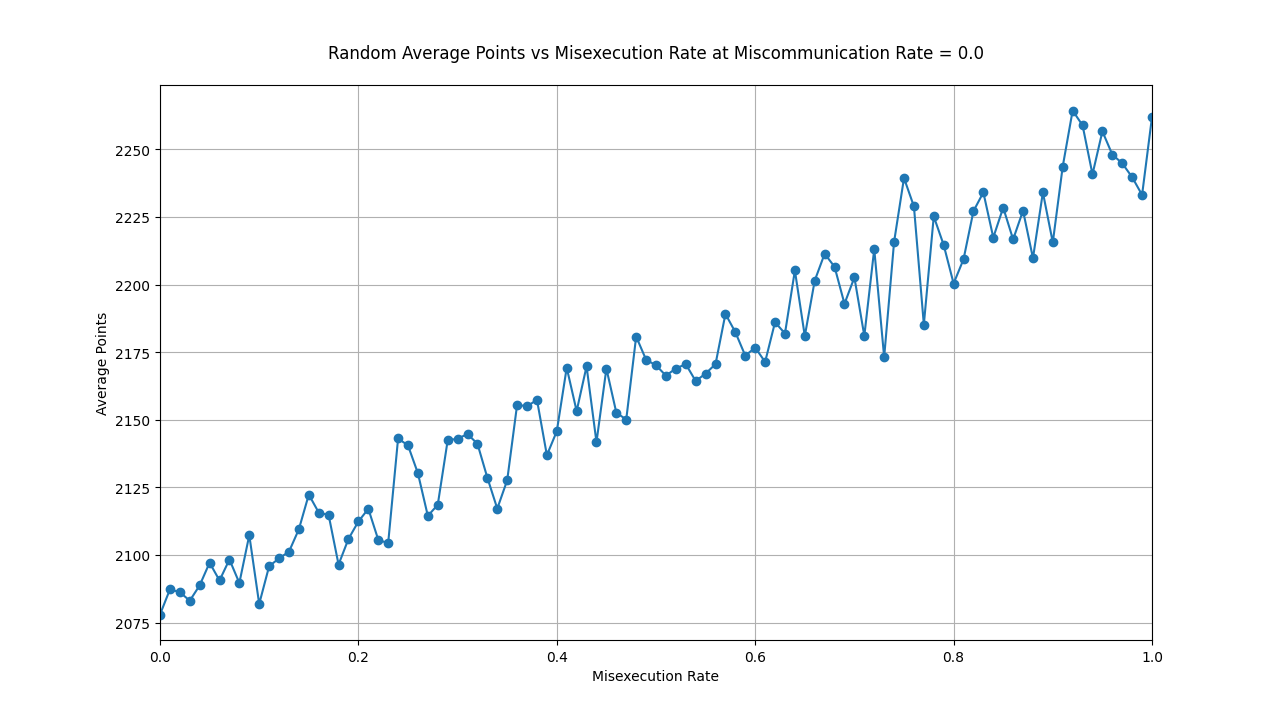 Random Average Points vs Misexecution Rate at Miscommunication Rate = 0.0
Average Points
2250
2225
2200
2175
2150
2125
2100
2075
0.0 0.2 0.4 0.6 0.8 1.0
Misexecution Rate